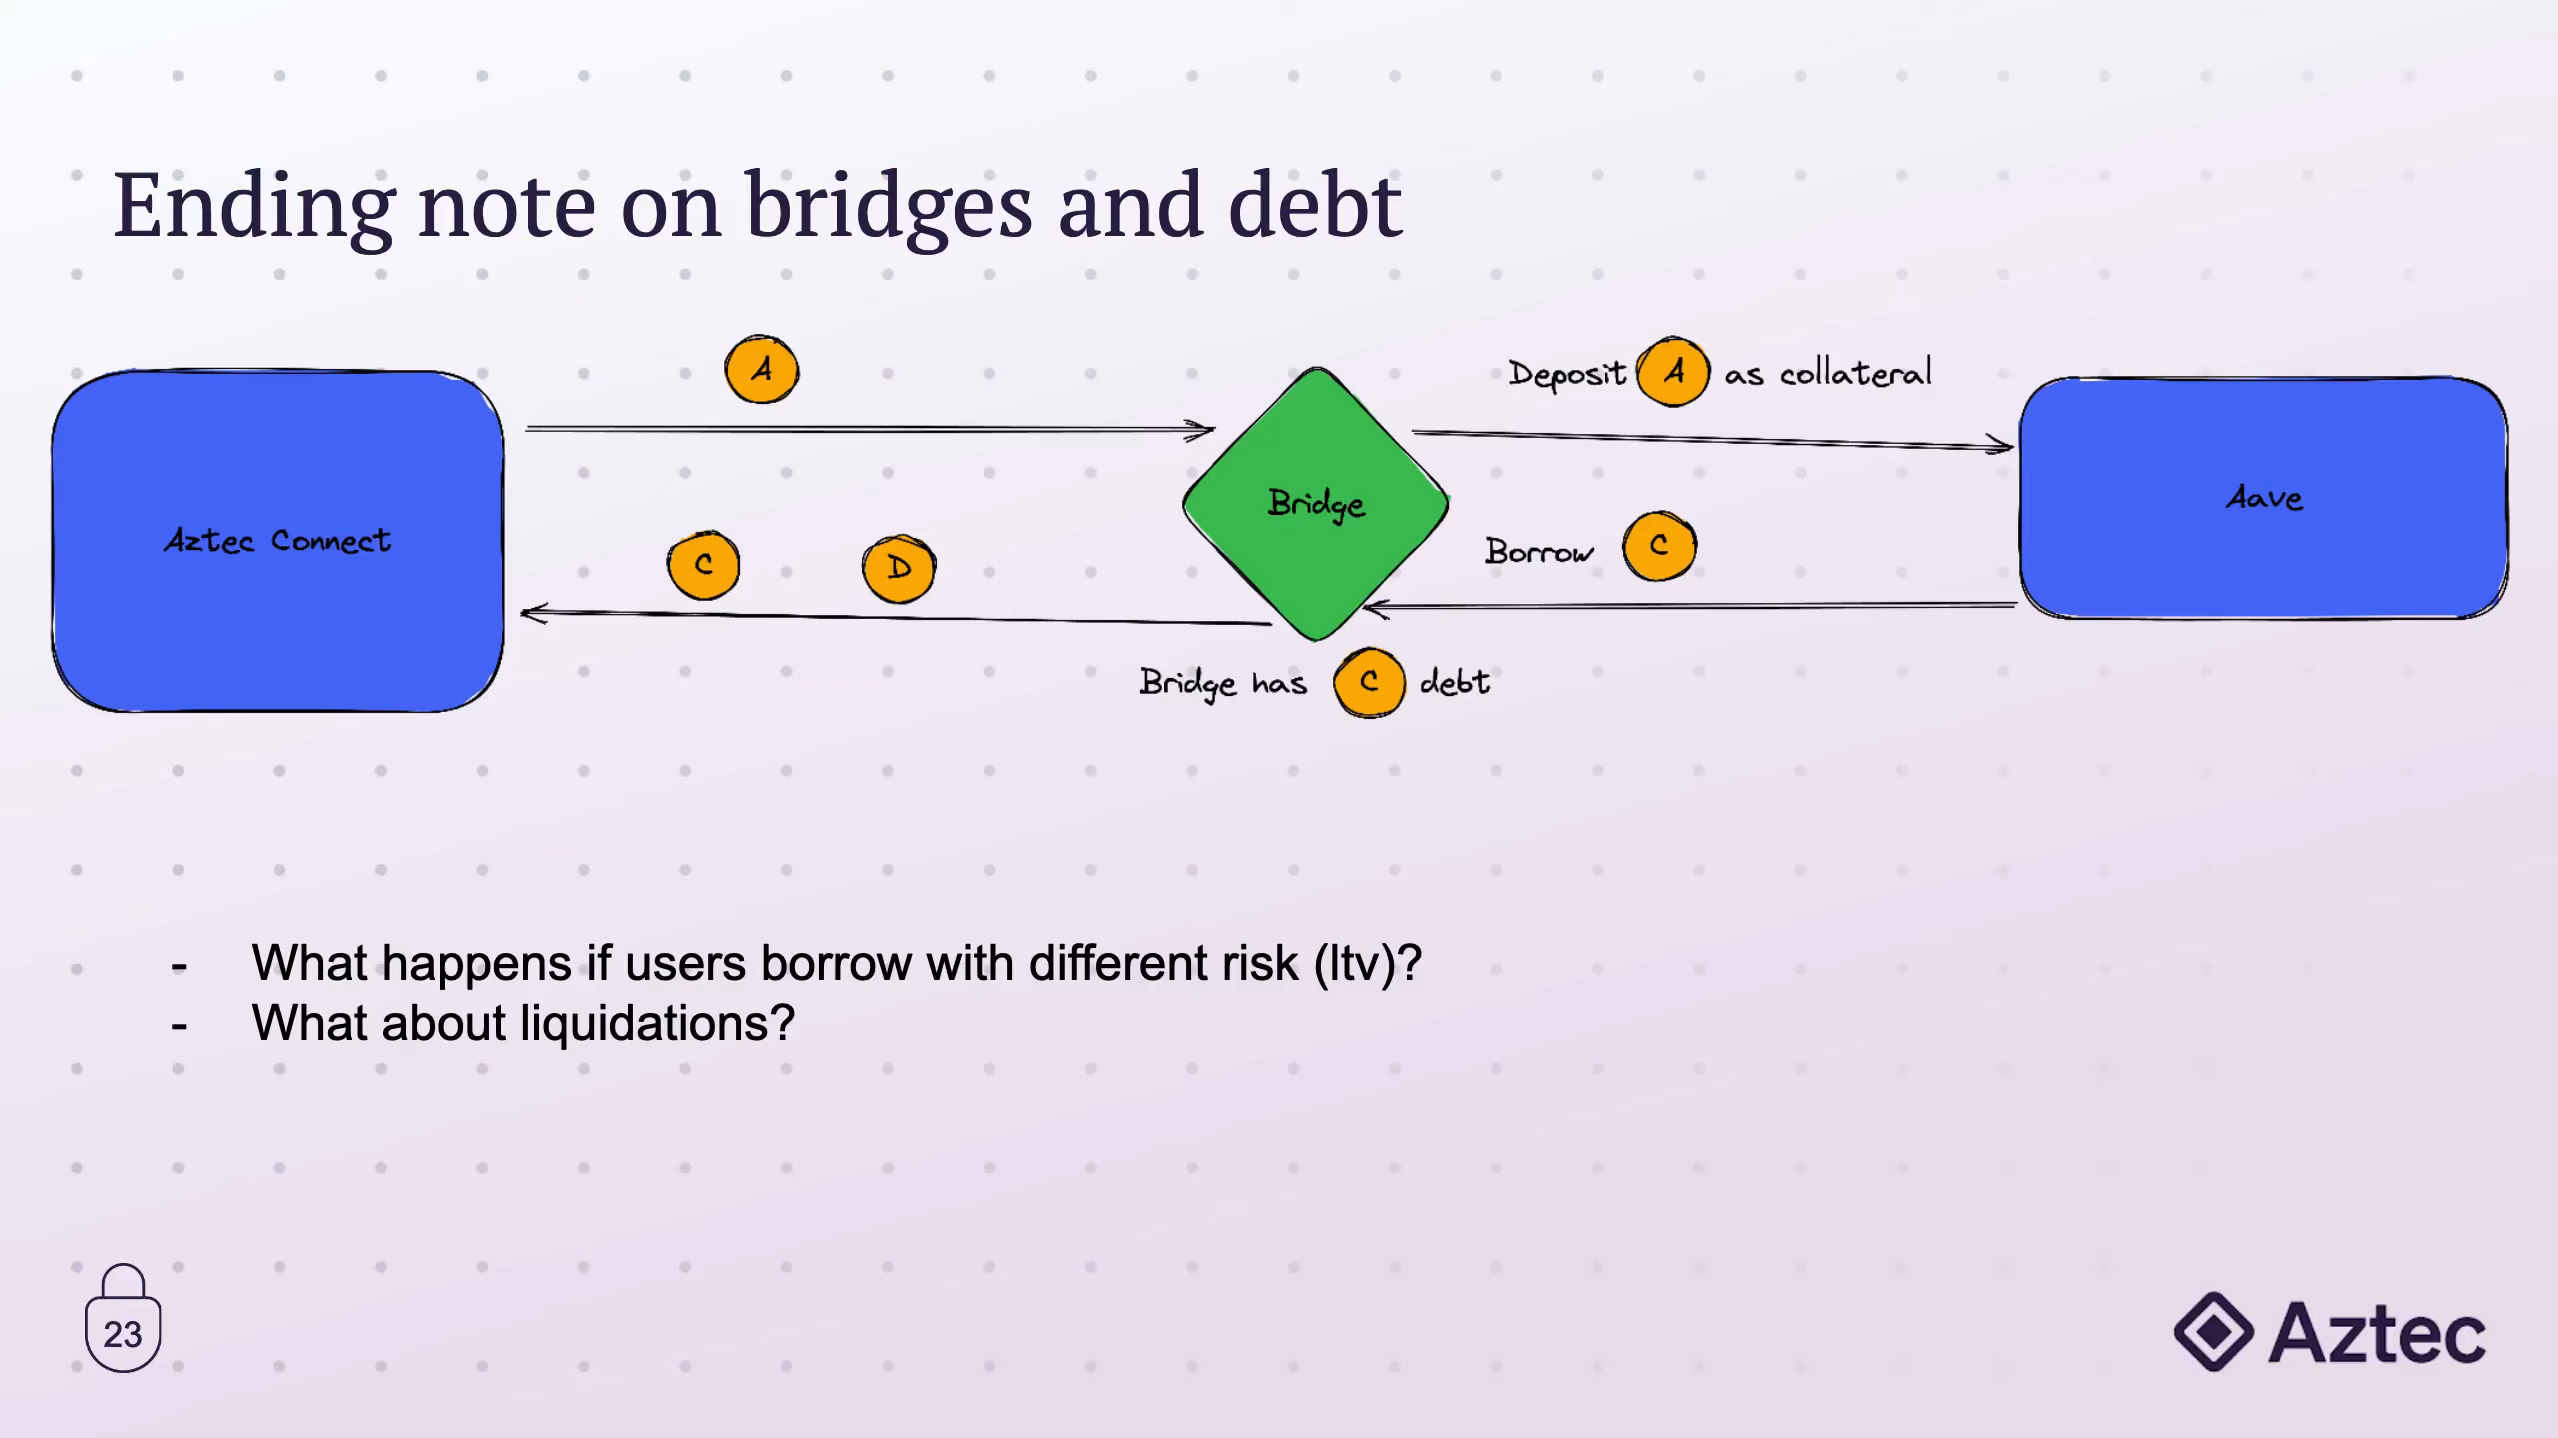 Ending note on bridges and debt
A
Deposit A as collateral
Aztec Connect
Bridge
Aave
C D
Borrow C
Bridge has C debt
- What happens if users borrow with different risk (ltv)?
- What about liquidations?
23
Aztec